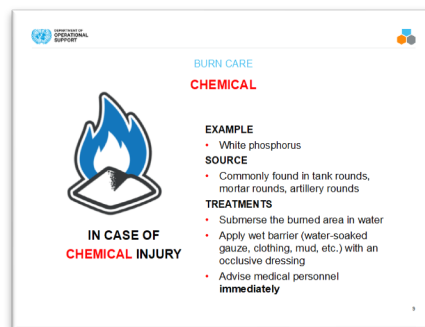 DEPARTMENT OF
OPERATIONAL
SUPPORT
BURN CARE
CHEMICAL
EXAMPLE
• White phosphorus
SOURCE
• Commonly found in tank rounds,
mortar rounds, artillery rounds
TREATMENTS
• Submerse the burned area in water
• Apply wet barrier (water-soaked
gauze, clothing, mud, etc.) with an
occlusive dressing
• Advise medical personnel
immediately
IN CASE OF
CHEMICAL INJURY
9